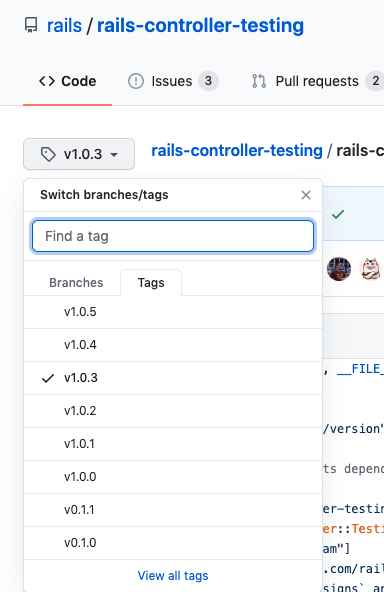 rails / rails-controller-testing
Code Issues 3 Pull requests 2
v1.0.3 rails-controller-testing / rails-c
Switch branches/tags
Find a tag
Branches Tags
v1.0.5
v1.0.4
v1.0.3
, __FILE_
v1.0.2
/version"
v1.0.1
ts depend
v1.0.0
er-testin
v0.1.1
er::Testi
v0.1.0
am"]
.com/rail
View all tags
signs` an